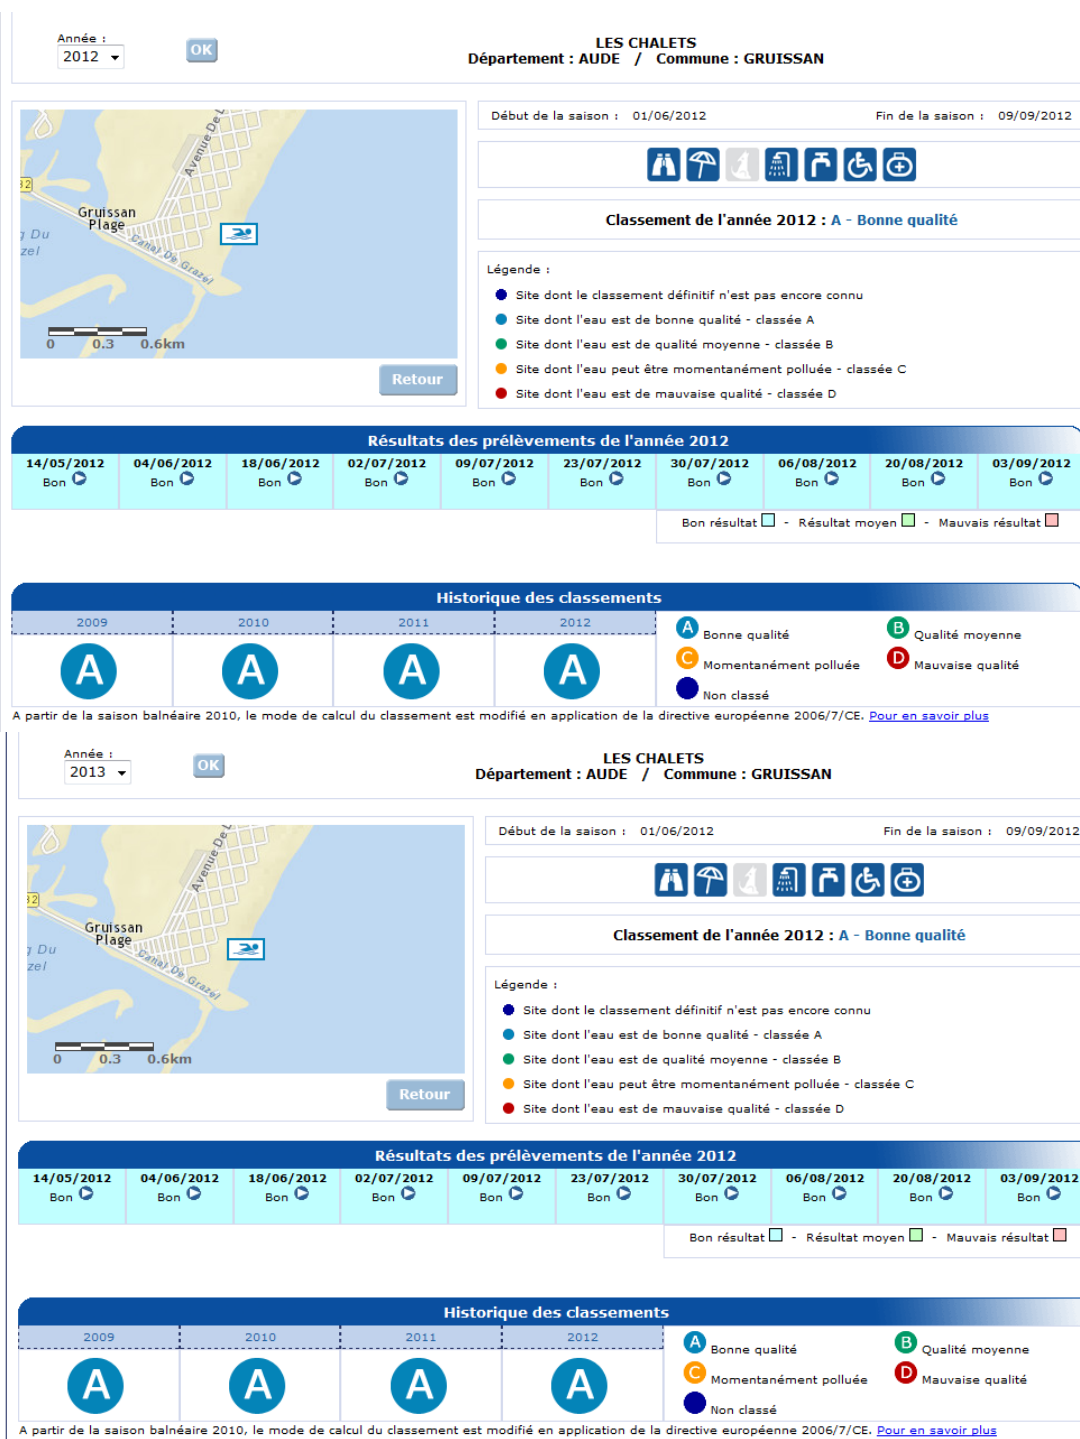 Année :
2012
OK
LES CHALETS
Département : AUDE / Commune : GRUISSAN
Avenue De L
32
Gruissan
Plage
g Du
zel
Canal De Grazel
0 0.3 0.6km
Retour
Début de la saison : 01/06/2012 Fin de la saison : 09/09/2012
Classement de l'année 2012 : A - Bonne qualité
Légende :
Site dont le classement définitif n'est pas encore connu
Site dont l'eau est de bonne qualité - classée A
Site dont l'eau est de qualité moyenne - classée B
Site dont l'eau peut être momentanément polluée - classée C
Site dont l'eau est de mauvaise qualité - classée D
Résultats des prélèvements de l'année 2012
14/05/2012 04/06/2012 18/06/2012 02/07/2012 09/07/2012 23/07/2012 30/07/2012 06/08/2012 20/08/2012 03/09/2012
Bon Bon Bon Bon Bon Bon Bon Bon Bon Bon
Bon résultat - Résultat moyen - Mauvais résultat
Historique des classements
2009 2010 2011 2012
A A A A
A Bonne qualité B Qualité moyenne
C Momentanément polluée D Mauvaise qualité
Non classé
A partir de la saison balnéaire 2010, le mode de calcul du classement est modifié en application de la directive européenne 2006/7/CE. Pour en savoir plus
Année :
2013
OK
LES CHALETS
Département : AUDE / Commune : GRUISSAN
Avenue De L
32
Gruissan
Plage
g Du
zel
Canal De Grazel
0 0.3 0.6km
Retour
Début de la saison : 01/06/2012 Fin de la saison : 09/09/2012
Classement de l'année 2012 : A - Bonne qualité
Légende :
Site dont le classement définitif n'est pas encore connu
Site dont l'eau est de bonne qualité - classée A
Site dont l'eau est de qualité moyenne - classée B
Site dont l'eau peut être momentanément polluée - classée C
Site dont l'eau est de mauvaise qualité - classée D
Résultats des prélèvements de l'année 2012
14/05/2012 04/06/2012 18/06/2012 02/07/2012 09/07/2012 23/07/2012 30/07/2012 06/08/2012 20/08/2012 03/09/2012
Bon Bon Bon Bon Bon Bon Bon Bon Bon Bon
Bon résultat - Résultat moyen - Mauvais résultat
Historique des classements
2009 2010 2011 2012
A A A A
A Bonne qualité B Qualité moyenne
C Momentanément polluée D Mauvaise qualité
Non classé
A partir de la saison balnéaire 2010, le mode de calcul du classement est modifié en application de la directive européenne 2006/7/CE. Pour en savoir plus